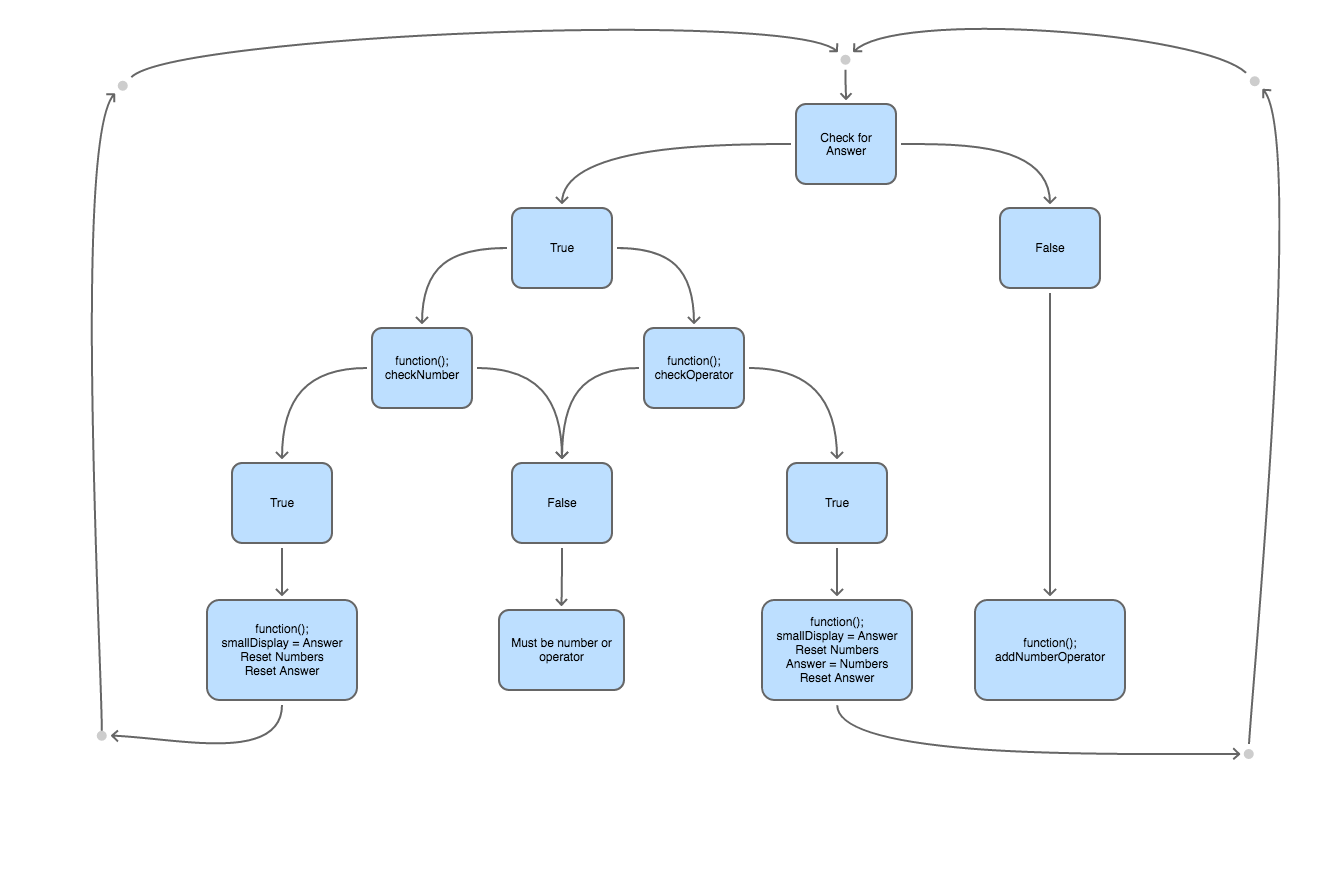 Check for
Answer
True
False
function();
checkNumber
function();
checkOperator
True
False
True
function();
smallDisplay = Answer
Reset Numbers
Reset Answer
Must be number or
operator
function();
smallDisplay = Answer
Reset Numbers
Answer = Numbers
Reset Answer
function();
addNumberOperator